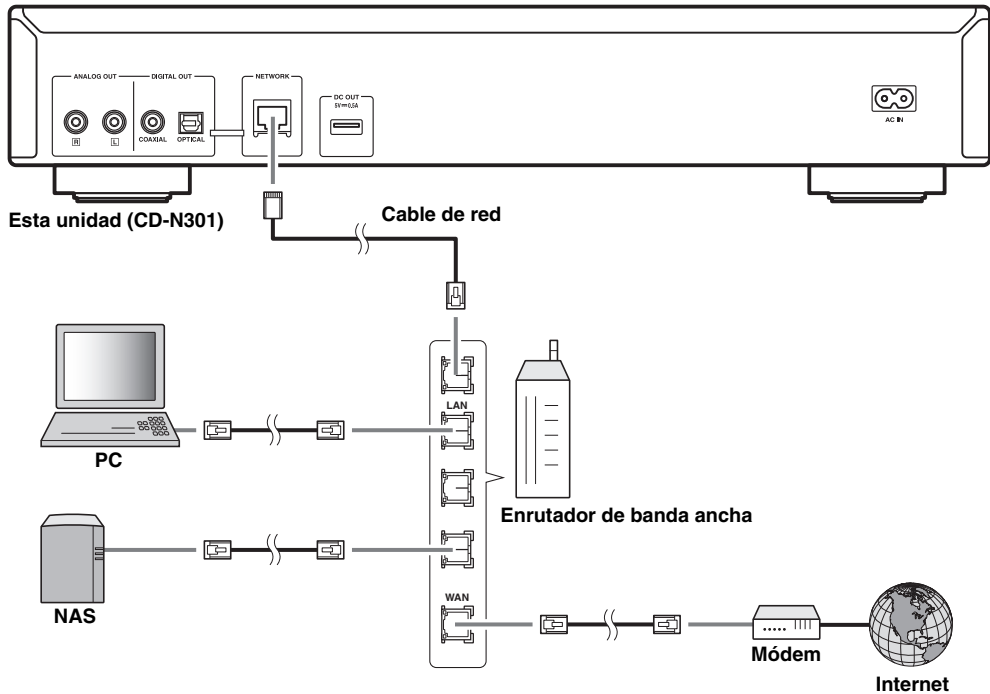 ANALOG OUT DIGITAL OUT NETWORK
DC OUT
5V⎓0.5A
R L COAXIAL OPTICAL
AC IN
Esta unidad (CD-N301)
Cable de red
LAN
PC
Enrutador de banda ancha
NAS
WAN
Módem
Internet